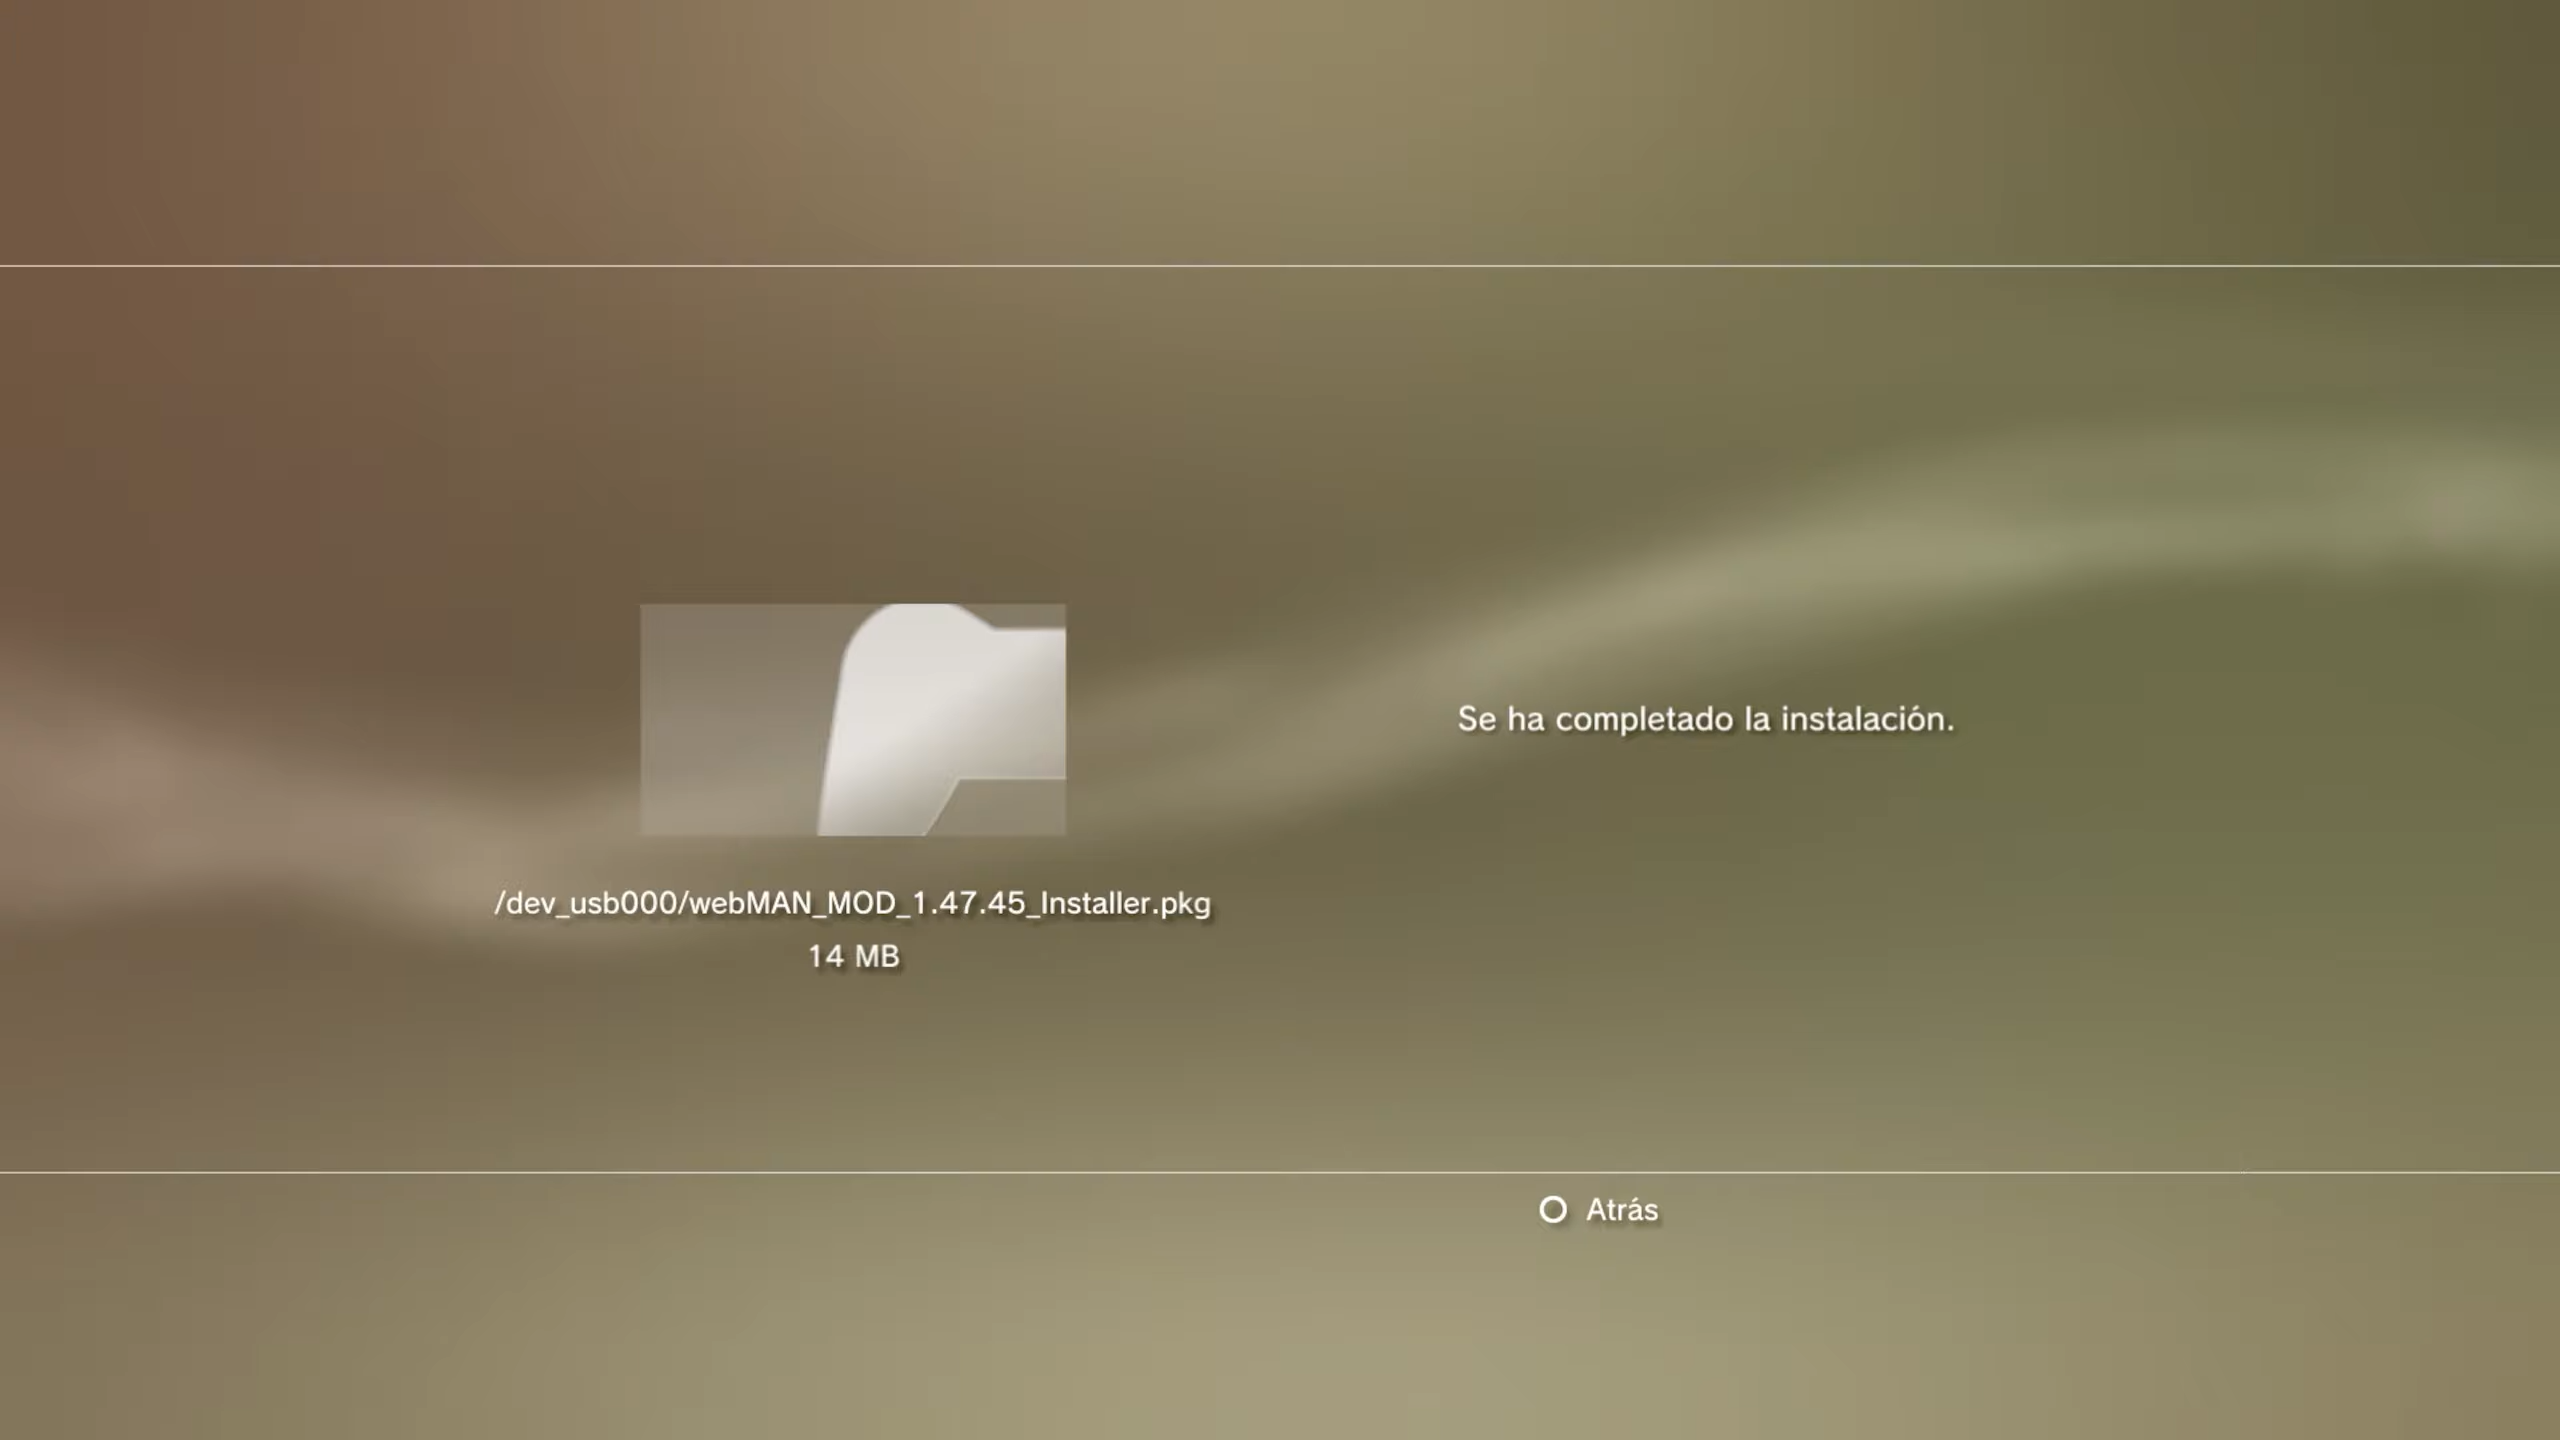 Se ha completado la instalación.
/dev_usb000/webMAN_MOD_1.47.45_Installer.pkg
14 MB
Atrás